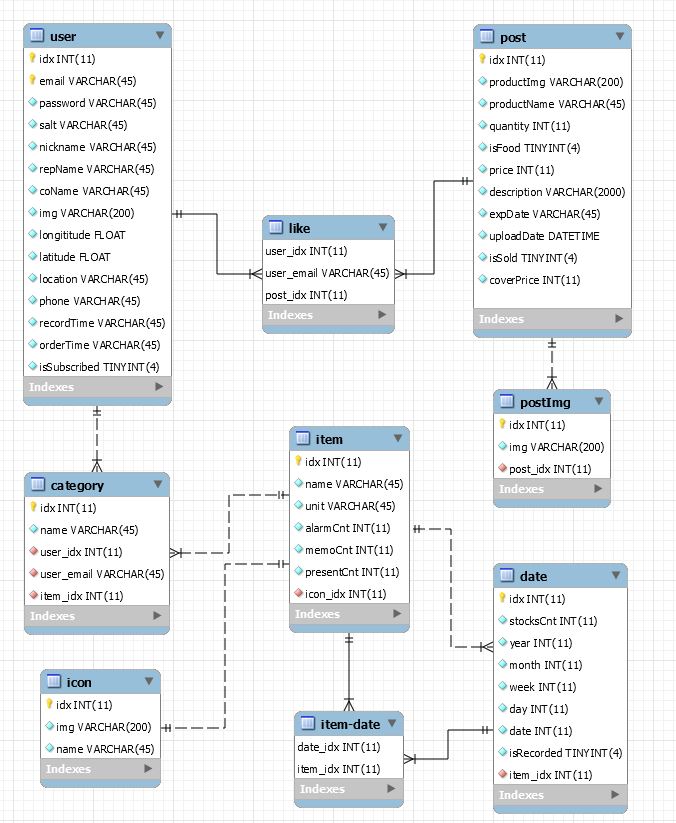 user
idx INT(11)
email VARCHAR(45)
password VARCHAR(45)
salt VARCHAR(45)
nickname VARCHAR(45)
repName VARCHAR(45)
coName VARCHAR(45)
img VARCHAR(200)
longititude FLOAT
latitude FLOAT
location VARCHAR(45)
phone VARCHAR(45)
recordTime VARCHAR(45)
orderTime VARCHAR(45)
isSubscribed TINYINT(4)
Indexes
post
idx INT(11)
productImg VARCHAR(200)
productName VARCHAR(45)
quantity INT(11)
isFood TINYINT(4)
price INT(11)
description VARCHAR(2000)
expDate VARCHAR(45)
uploadDate DATETIME
isSold TINYINT(4)
coverPrice INT(11)
Indexes
like
user_idx INT(11)
user_email VARCHAR(45)
post_idx INT(11)
Indexes
postImg
idx INT(11)
img VARCHAR(200)
post_idx INT(11)
Indexes
category
idx INT(11)
name VARCHAR(45)
user_idx INT(11)
user_email VARCHAR(45)
item_idx INT(11)
Indexes
item
idx INT(11)
name VARCHAR(45)
unit VARCHAR(45)
alarmCnt INT(11)
memoCnt INT(11)
presentCnt INT(11)
icon_idx INT(11)
Indexes
date
idx INT(11)
stocksCnt INT(11)
year INT(11)
month INT(11)
week INT(11)
day INT(11)
date INT(11)
isRecorded TINYINT(4)
item_idx INT(11)
Indexes
icon
idx INT(11)
img VARCHAR(200)
name VARCHAR(45)
Indexes
item-date
date_idx INT(11)
item_idx INT(11)
Indexes